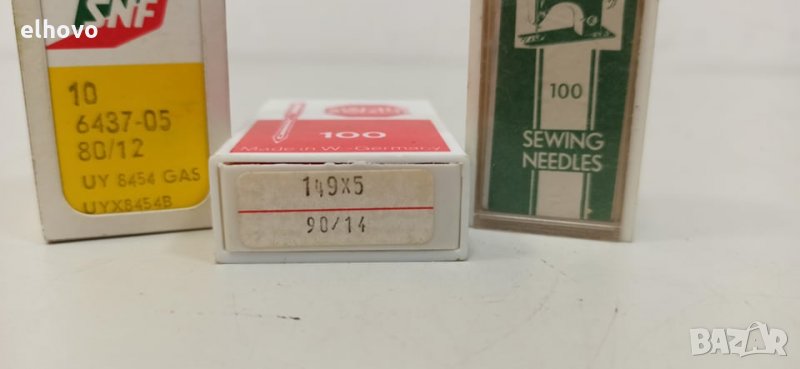 elhovo
SNF
10
6437-05
80/12
UY 8454 GAS
UYX8454B
100
Made in W.-Germany
149x5
90/14
100
SEWING
NEEDLES
BAZAR